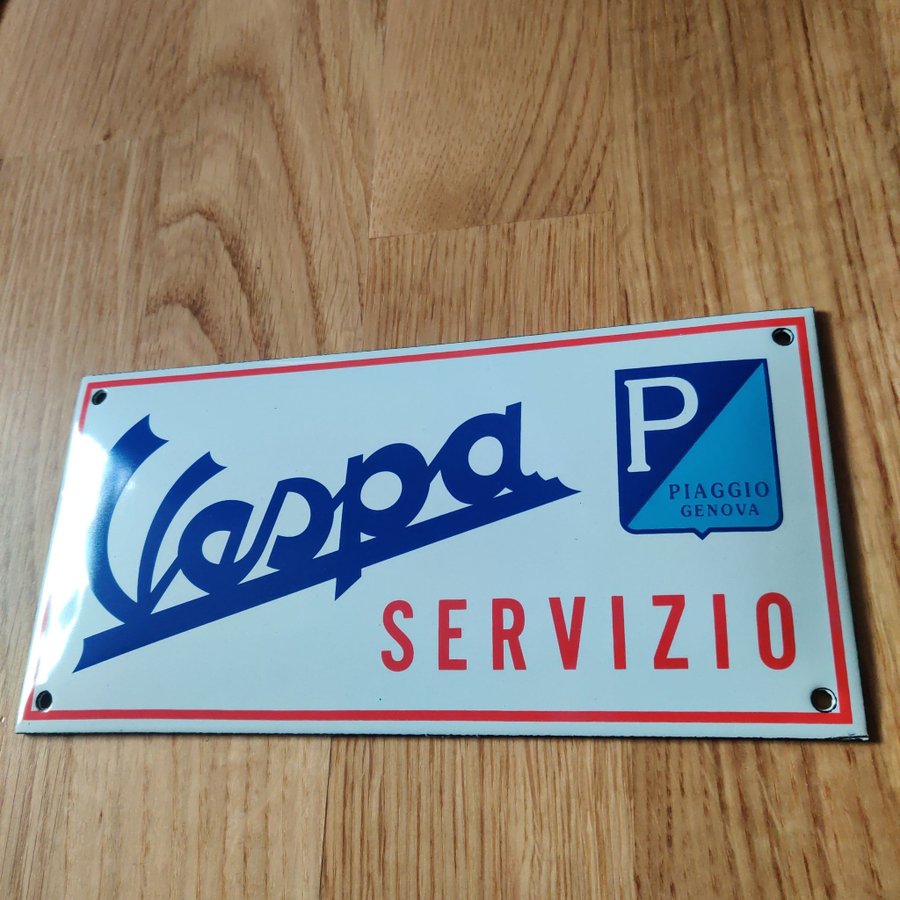 Vespa
P
PIAGGIO
GENOVA
SERVIZIO